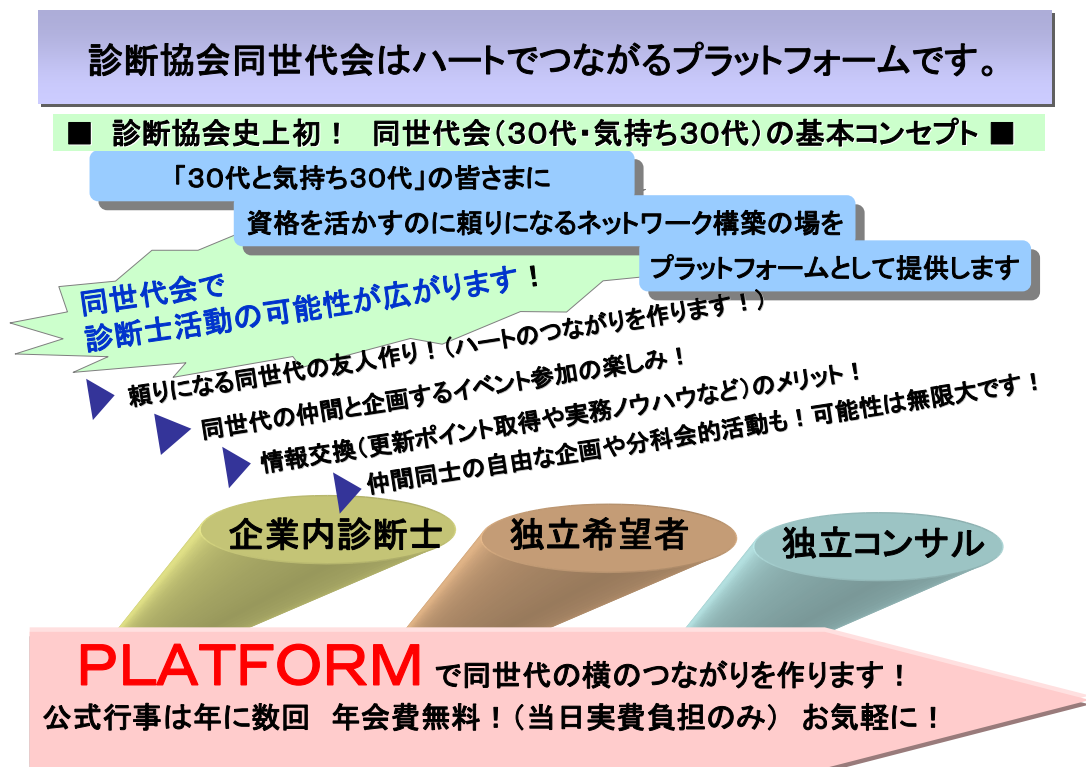 診断協会同世代会はハートでつながるプラットフォームです。
■ 診断協会史上初！ 同世代会（３０代・気持ち３０代）の基本コンセプト ■
「３０代と気持ち３０代」の皆さまに
資格を活かすのに頼りになるネットワーク構築の場を
プラットフォームとして提供します
同世代会で
診断士活動の可能性が広がります！
頼りになる同世代の友人作り！（ハートのつながりを作ります！）
同世代の仲間と企画するイベント参加の楽しみ！
情報交換（更新ポイント取得や実務ノウハウなど）のメリット！
仲間同士の自由な企画や分科会的活動も！可能性は無限大です！
企業内診断士
独立希望者
独立コンサル
ＰＬＡＴＦＯＲＭ で同世代の横のつながりを作ります！
公式行事は年に数回 年会費無料！（当日実費負担のみ） お気軽に！